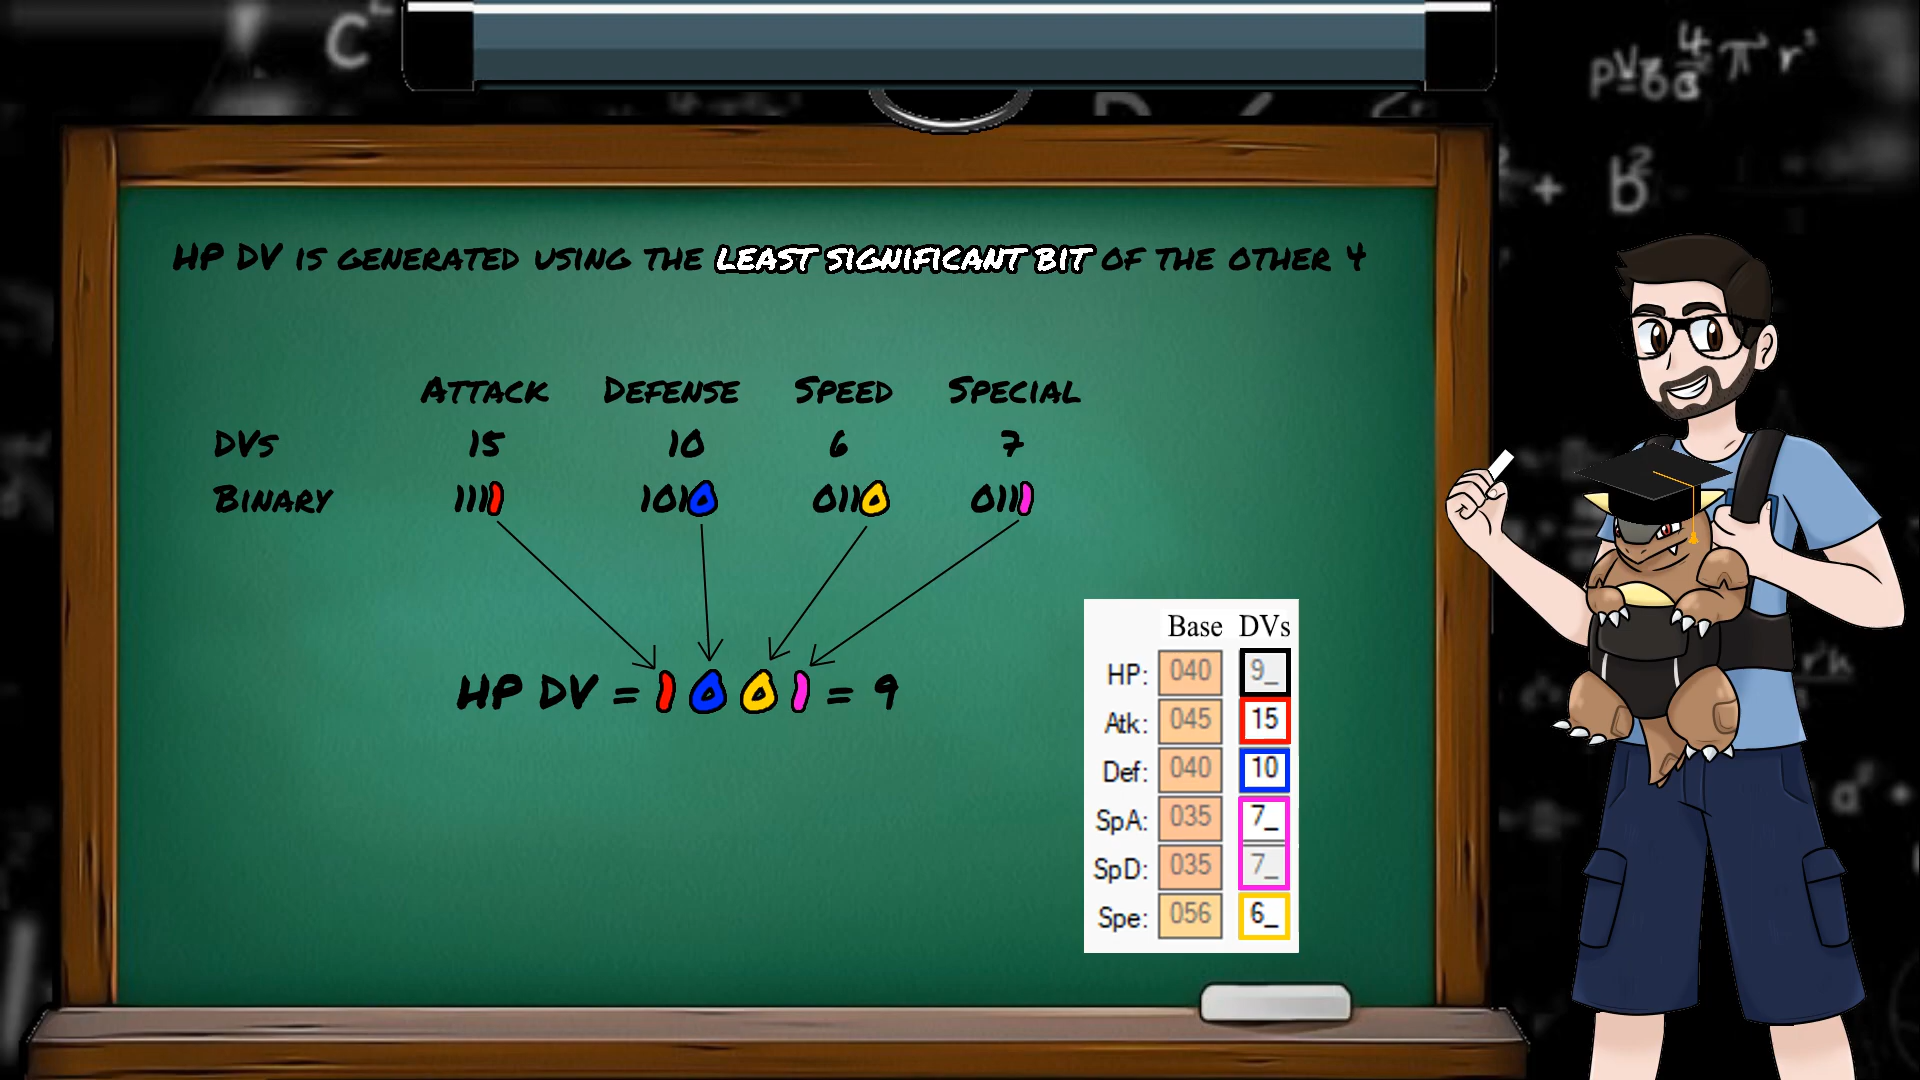 HP DV IS GENERATED USING THE LEAST SIGNIFICANT BIT OF THE OTHER 4
ATTACK DEFENSE SPEED SPECIAL
DVS 15 10 6 7
BINARY 1111 1010 0110 0111
HP DV = 1 0 0 1 = 9
Base DVs
HP: 040 9_
Atk: 045 15
Def: 040 10
SpA: 035 7_
SpD: 035 7_
Spe: 056 6_
b²